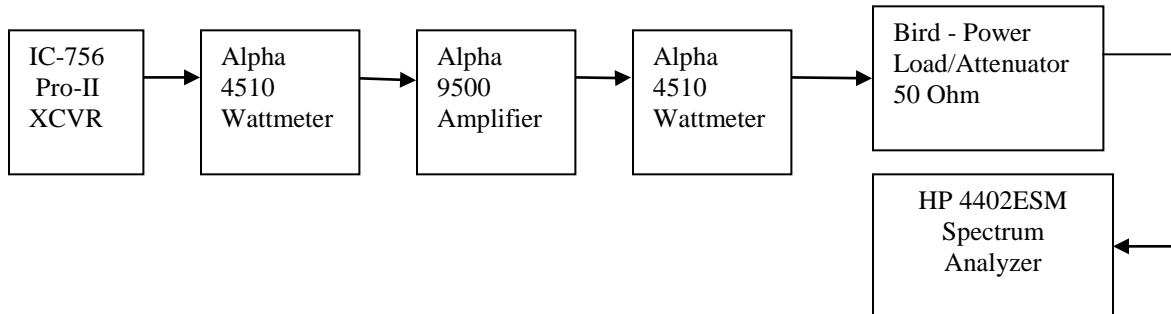 IC-756
Pro-II
XCVR
Alpha
4510
Wattmeter
Alpha
9500
Amplifier
Alpha
4510
Wattmeter
Bird - Power
Load/Attenuator
50 Ohm
HP 4402ESM
Spectrum
Analyzer